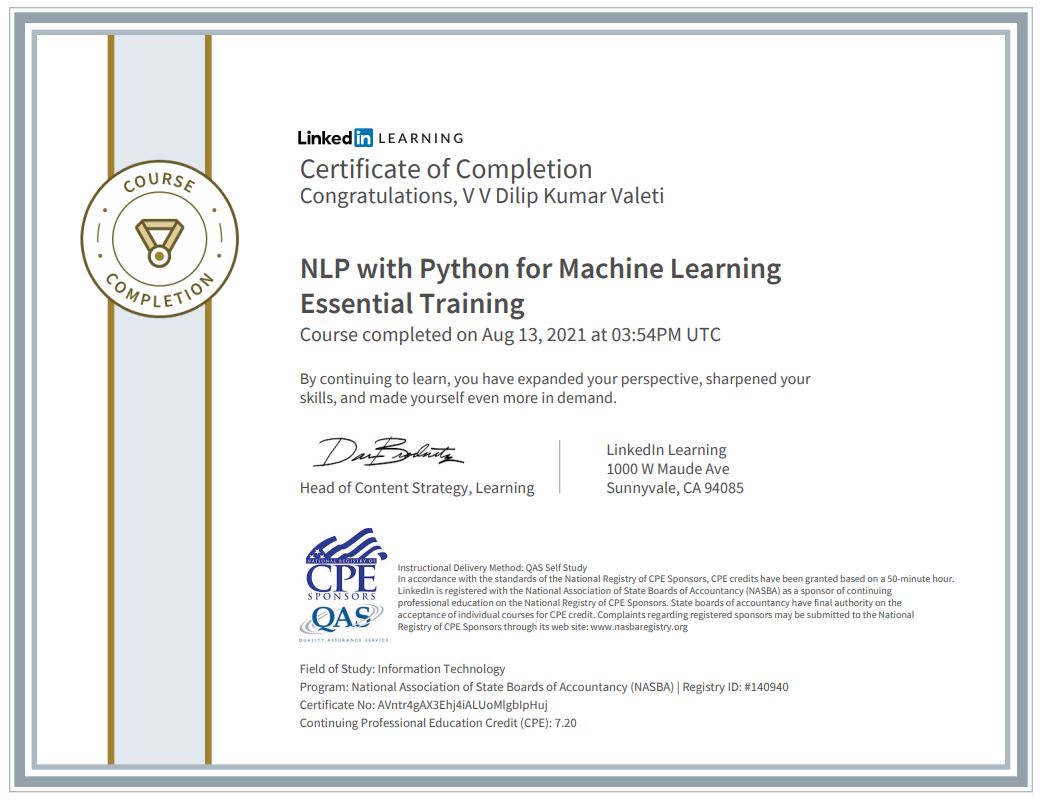 COURSE
COMPLETION
Linked in LEARNING
Certificate of Completion
Congratulations, V V Dilip Kumar Valeti
NLP with Python for Machine Learning
Essential Training
Course completed on Aug 13, 2021 at 03:54PM UTC
By continuing to learn, you have expanded your perspective, sharpened your
skills, and made yourself even more in demand.
Head of Content Strategy, Learning
LinkedIn Learning
1000 W Maude Ave
Sunnyvale, CA 94085
NATIONAL REGISTRY OF
CPE
SPONSORS
QAS
QUALITY ASSURANCE SERVICE
Instructional Delivery Method: QAS Self Study
In accordance with the standards of the National Registry of CPE Sponsors, CPE credits have been granted based on a 50-minute hour.
LinkedIn is registered with the National Association of State Boards of Accountancy (NASBA) as a sponsor of continuing
professional education on the National Registry of CPE Sponsors. State boards of accountancy have final authority on the
acceptance of individual courses for CPE credit. Complaints regarding registered sponsors may be submitted to the National
Registry of CPE Sponsors through its web site: www.nasbaregistry.org
Field of Study: Information Technology
Program: National Association of State Boards of Accountancy (NASBA) | Registry ID: #140940
Certificate No: AVntr4gAX3Ehj4iALUoMlgbIpHuj
Continuing Professional Education Credit (CPE): 7.20